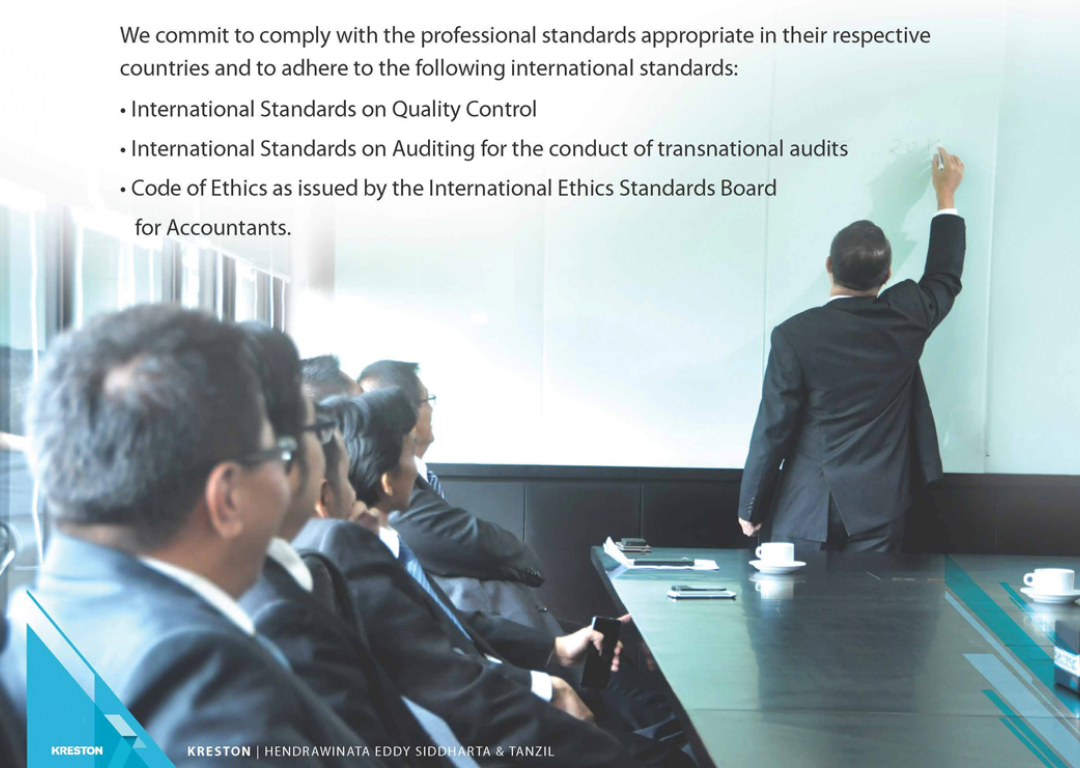 We commit to comply with the professional standards appropriate in their respective
countries and to adhere to the following international standards:
• International Standards on Quality Control
• International Standards on Auditing for the conduct of transnational audits
• Code of Ethics as issued by the International Ethics Standards Board
for Accountants.
KRESTON
KRESTON | HENDRAWINATA EDDY SIDDHARTA & TANZIL